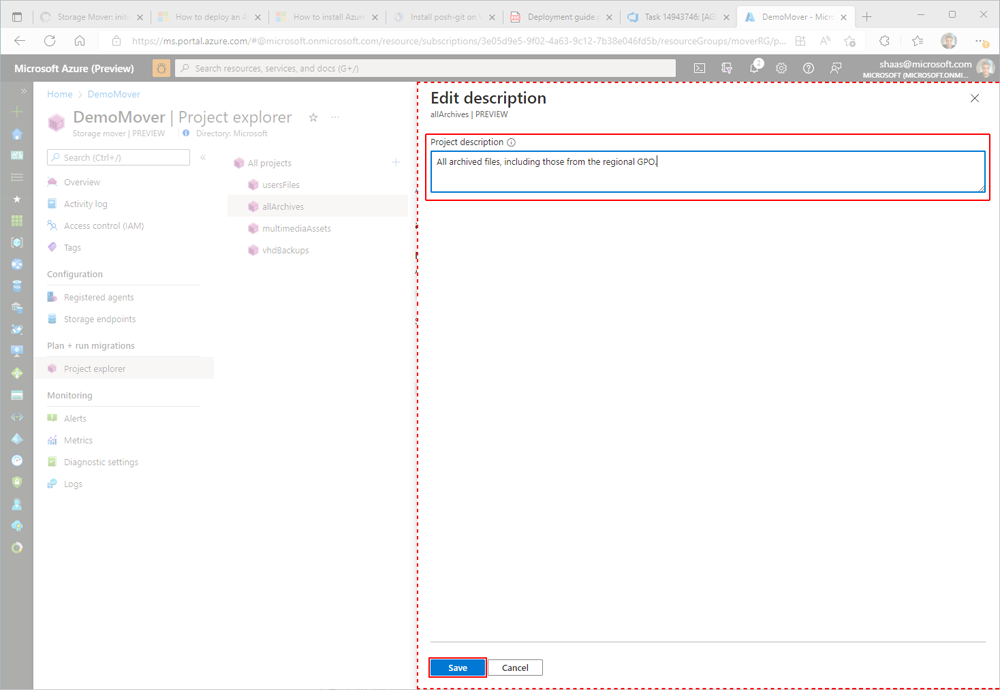 Storage Mover: initi
How to deploy an A
How to install Azure
Install posh-git on V
Deployment guide.
Task 14943746: [AG
DemoMover - Micr
https://ms.portal.azure.com/#@microsoft.onmicrosoft.com/resource/subscriptions/3e05d9e5-9f02-4a63-9c12-7b38e046fd5b/resourceGroups/moverRG/p...
Microsoft Azure (Preview)
Search resources, services, and docs (G+/)
2
shaas@microsoft.com
MICROSOFT (MICROSOFT.ONMI...
Home > DemoMover
DemoMover | Project explorer
Storage mover | PREVIEW
Directory: Microsoft
Search (Ctrl+/)
Overview
Activity log
Access control (IAM)
Tags
Configuration
Registered agents
Storage endpoints
Plan + run migrations
Project explorer
Monitoring
Alerts
Metrics
Diagnostic settings
Logs
All projects
usersFiles
allArchives
multimediaAssets
vhdBackups
Edit description
allArchives | PREVIEW
Project description
All archived files, including those from the regional GPO.
Save
Cancel